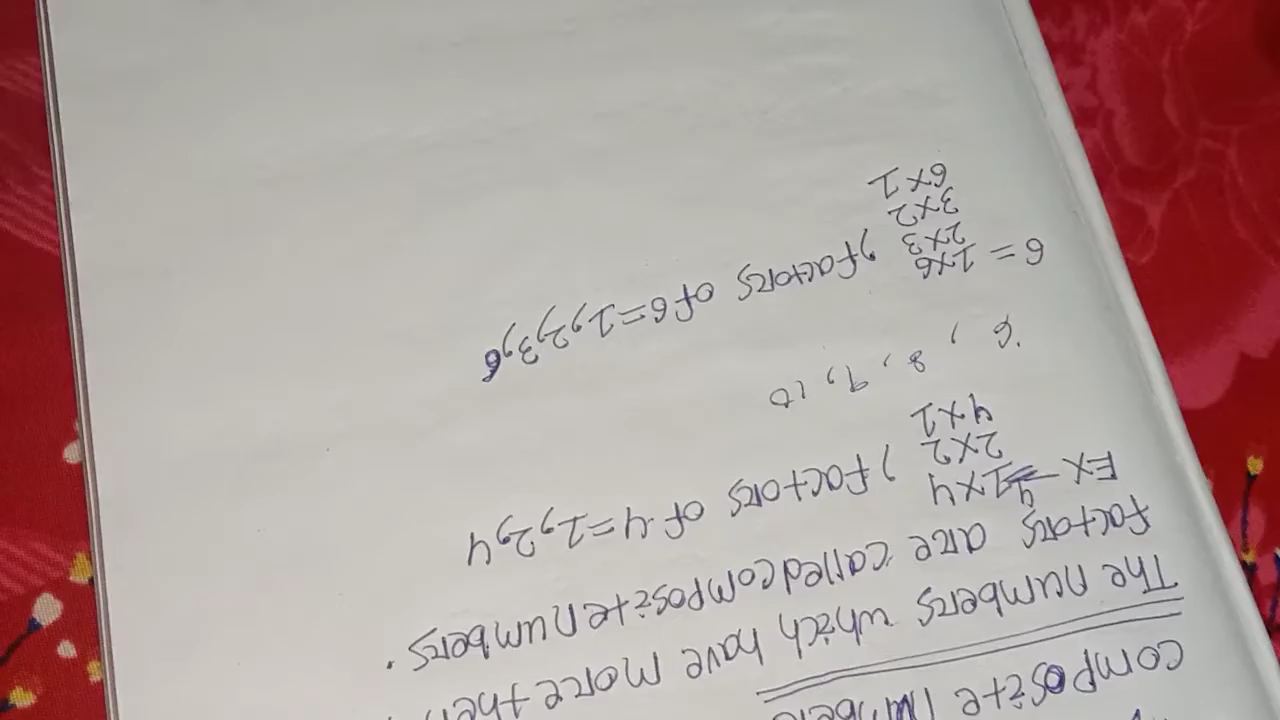 composite Number
The numbers which have more then
factors are called composite numbers.
EX - 4 1x4
2x2 , factors of 4=1,2,4
4x1
6, 8, 9, 10
6 = 1x6
2x3 , factors of 6=1,2,3,6
3x2
6x1